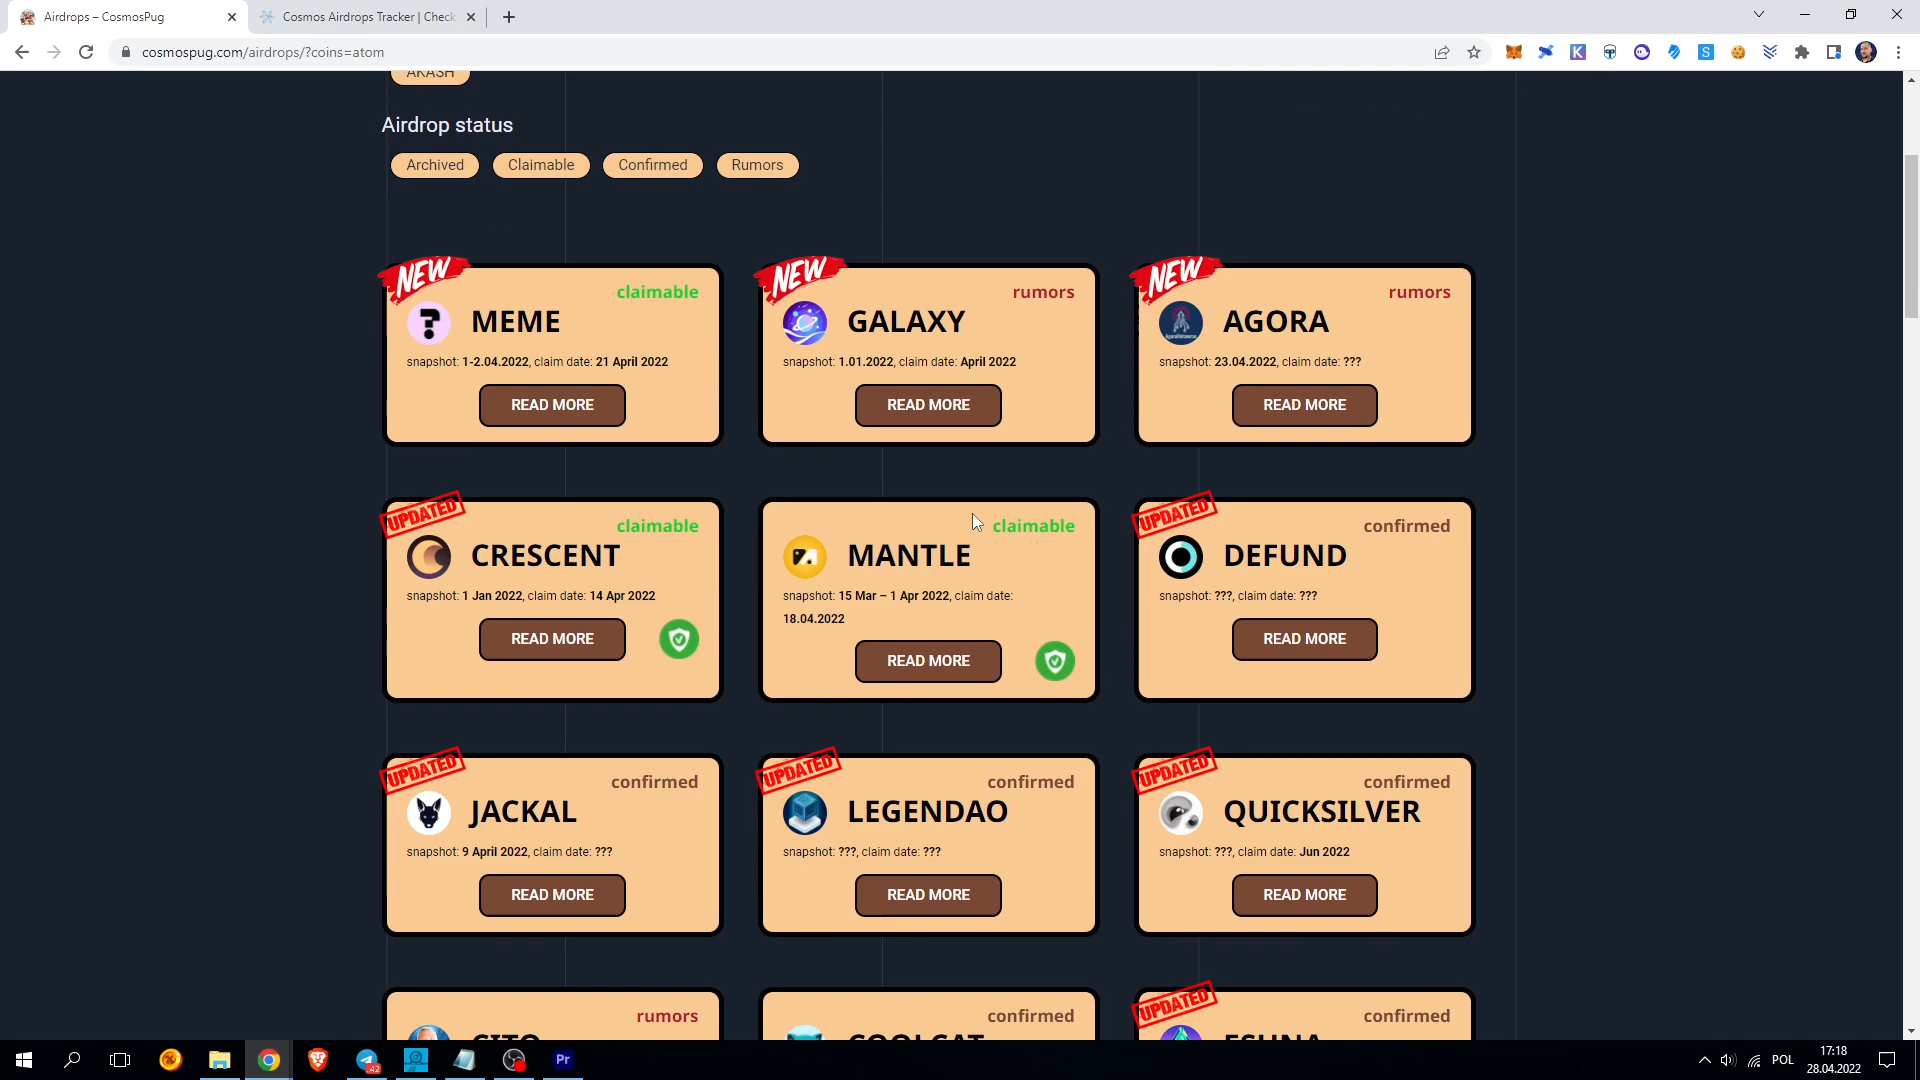 Airdrops – CosmosPug
Cosmos Airdrops Tracker | Check
cosmospug.com/airdrops/?coins=atom
AKASH
Airdrop status
Archived Claimable Confirmed Rumors
NEW
claimable
MEME
snapshot: 1-2.04.2022, claim date: 21 April 2022
READ MORE
NEW
rumors
GALAXY
snapshot: 1.01.2022, claim date: April 2022
READ MORE
NEW
rumors
AGORA
snapshot: 23.04.2022, claim date: ???
READ MORE
UPDATED
claimable
CRESCENT
snapshot: 1 Jan 2022, claim date: 14 Apr 2022
READ MORE
claimable
MANTLE
snapshot: 15 Mar – 1 Apr 2022, claim date:
18.04.2022
READ MORE
UPDATED
confirmed
DEFUND
snapshot: ???, claim date: ???
READ MORE
UPDATED
confirmed
JACKAL
snapshot: 9 April 2022, claim date: ???
READ MORE
UPDATED
confirmed
LEGENDAO
snapshot: ???, claim date: ???
READ MORE
UPDATED
confirmed
QUICKSILVER
snapshot: ???, claim date: Jun 2022
READ MORE
rumors
confirmed
COOLCAT
UPDATED
confirmed
42
Pr
POL
17:18
28.04.2022